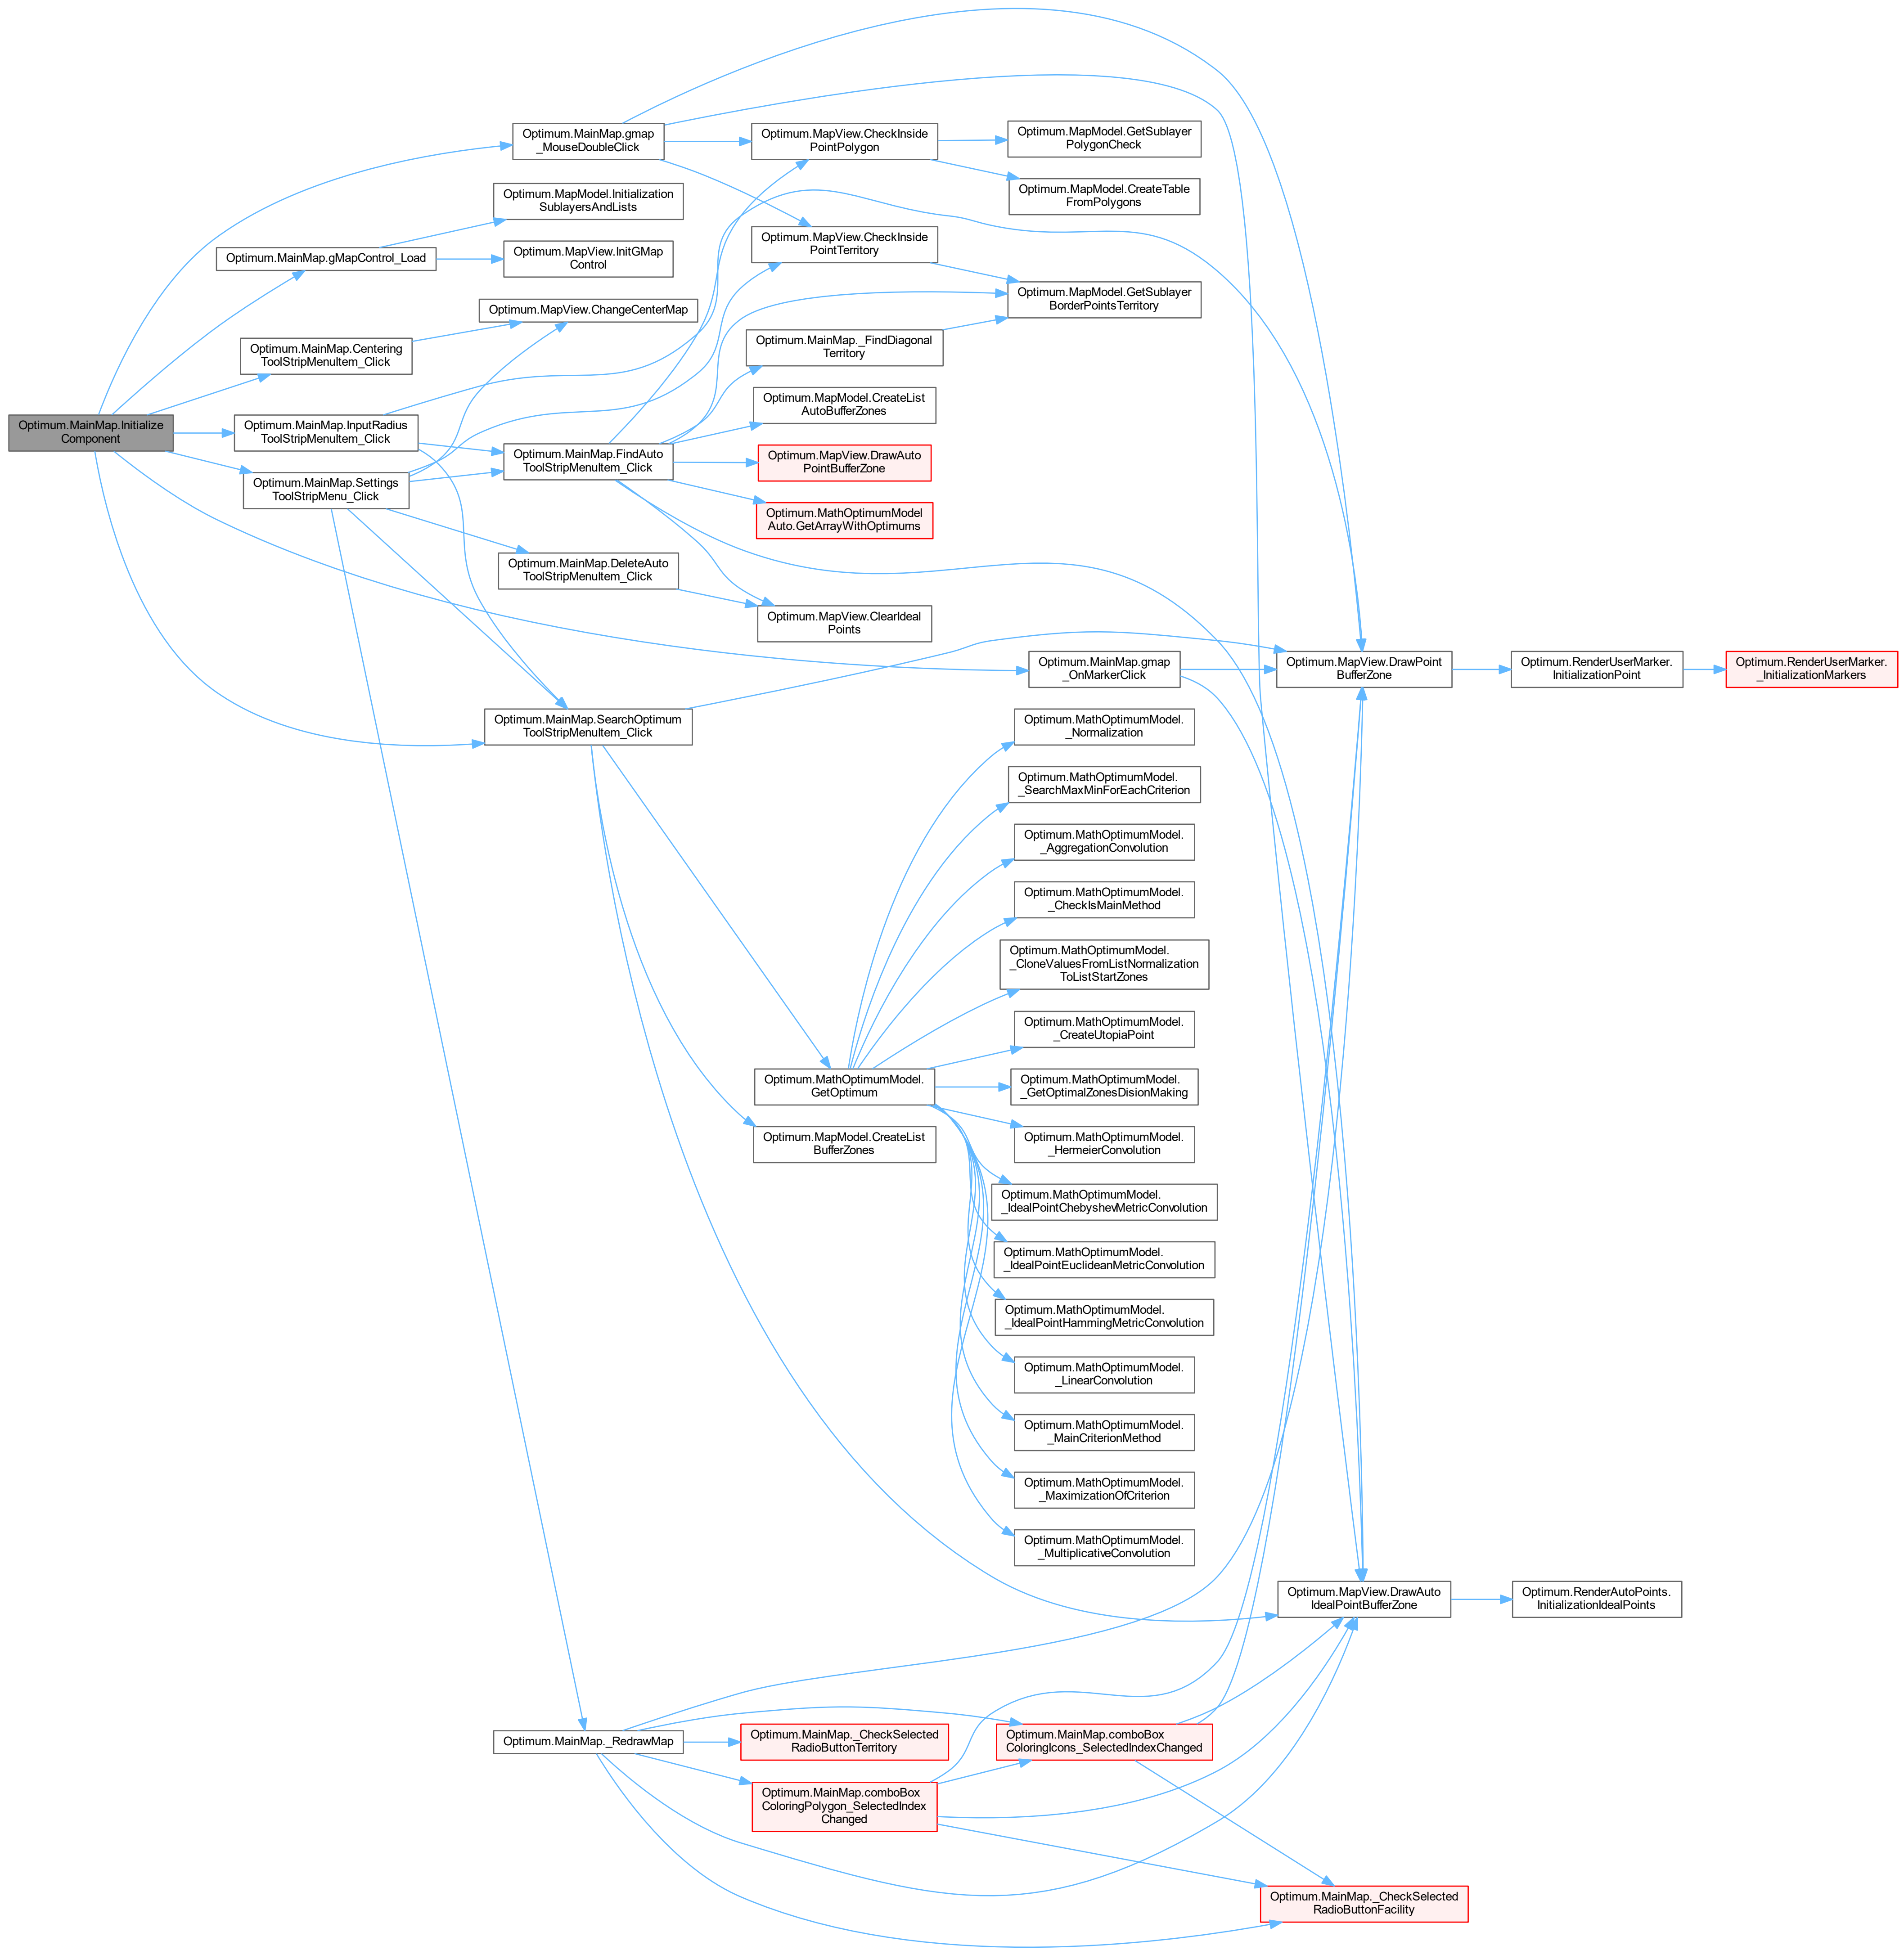 Optimum.MainMap.Initialize
Component
Optimum.MainMap.gmap
_MouseDoubleClick
Optimum.MainMap.gMapControl_Load
Optimum.MainMap.Centering
ToolStripMenuItem_Click
Optimum.MainMap.InputRadius
ToolStripMenuItem_Click
Optimum.MainMap.Settings
ToolStripMenu_Click
Optimum.MapModel.Initialization
SublayersAndLists
Optimum.MapView.InitGMap
Control
Optimum.MapView.ChangeCenterMap
Optimum.MainMap.FindAuto
ToolStripMenuItem_Click
Optimum.MainMap.DeleteAuto
ToolStripMenuItem_Click
Optimum.MainMap.SearchOptimum
ToolStripMenuItem_Click
Optimum.MainMap._RedrawMap
Optimum.MapView.CheckInside
PointPolygon
Optimum.MapView.CheckInside
PointTerritory
Optimum.MainMap._FindDiagonal
Territory
Optimum.MapModel.CreateList
AutoBufferZones
Optimum.MapView.DrawAuto
PointBufferZone
Optimum.MathOptimumModel
Auto.GetArrayWithOptimums
Optimum.MapView.ClearIdeal
Points
Optimum.MathOptimumModel.
GetOptimum
Optimum.MapModel.CreateList
BufferZones
Optimum.MainMap._CheckSelected
RadioButtonTerritory
Optimum.MainMap.comboBox
ColoringPolygon_SelectedIndex
Changed
Optimum.MapModel.GetSublayer
PolygonCheck
Optimum.MapModel.CreateTable
FromPolygons
Optimum.MapModel.GetSublayer
BorderPointsTerritory
Optimum.MainMap.gmap
_OnMarkerClick
Optimum.MathOptimumModel.
_Normalization
Optimum.MathOptimumModel.
_SearchMaxMinForEachCriterion
Optimum.MathOptimumModel.
_AggregationConvolution
Optimum.MathOptimumModel.
_CheckIsMainMethod
Optimum.MathOptimumModel.
_CloneValuesFromListNormalization
ToListStartZones
Optimum.MathOptimumModel.
_CreateUtopiaPoint
Optimum.MathOptimumModel.
_GetOptimalZonesDisionMaking
Optimum.MathOptimumModel.
_HermeierConvolution
Optimum.MathOptimumModel.
_IdealPointChebyshevMetricConvolution
Optimum.MathOptimumModel.
_IdealPointEuclideanMetricConvolution
Optimum.MathOptimumModel.
_IdealPointHammingMetricConvolution
Optimum.MathOptimumModel.
_LinearConvolution
Optimum.MathOptimumModel.
_MainCriterionMethod
Optimum.MathOptimumModel.
_MaximizationOfCriterion
Optimum.MathOptimumModel.
_MultiplicativeConvolution
Optimum.MainMap.comboBox
ColoringIcons_SelectedIndexChanged
Optimum.MapView.DrawPoint
BufferZone
Optimum.MapView.DrawAuto
IdealPointBufferZone
Optimum.MainMap._CheckSelected
RadioButtonFacility
Optimum.RenderUserMarker.
InitializationPoint
Optimum.RenderAutoPoints.
InitializationIdealPoints
Optimum.RenderUserMarker.
_InitializationMarkers